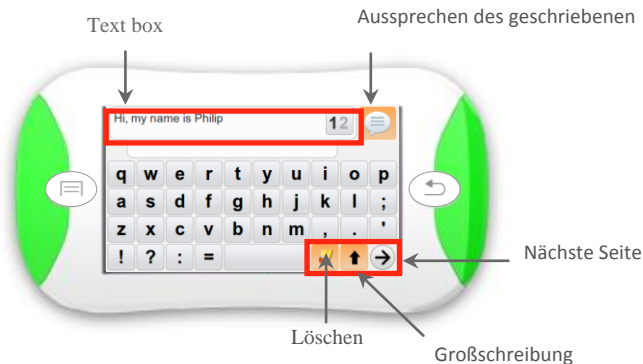 Aussprechen des geschriebenen
Text box
Hi, my name is Philip
12
q w e r t y u i o p
a s d f g h j k l ;
z x c v b n m , . '
! ? : =
Nächste Seite
Löschen
Großschreibung